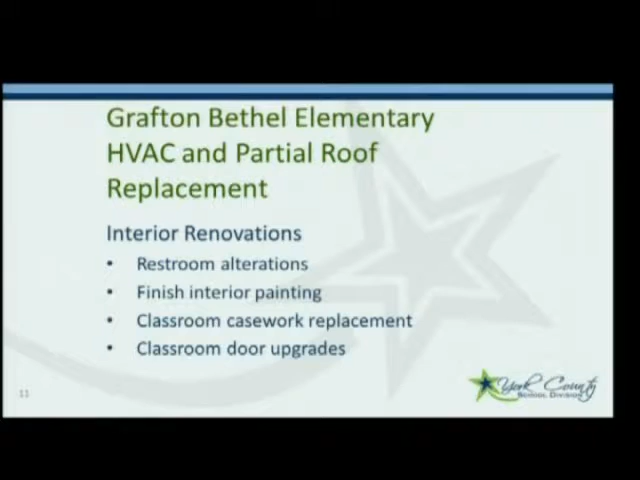 Grafton Bethel Elementary
HVAC and Partial Roof
Replacement
Interior Renovations
• Restroom alterations
• Finish interior painting
• Classroom casework replacement
• Classroom door upgrades
11
York County
School Division